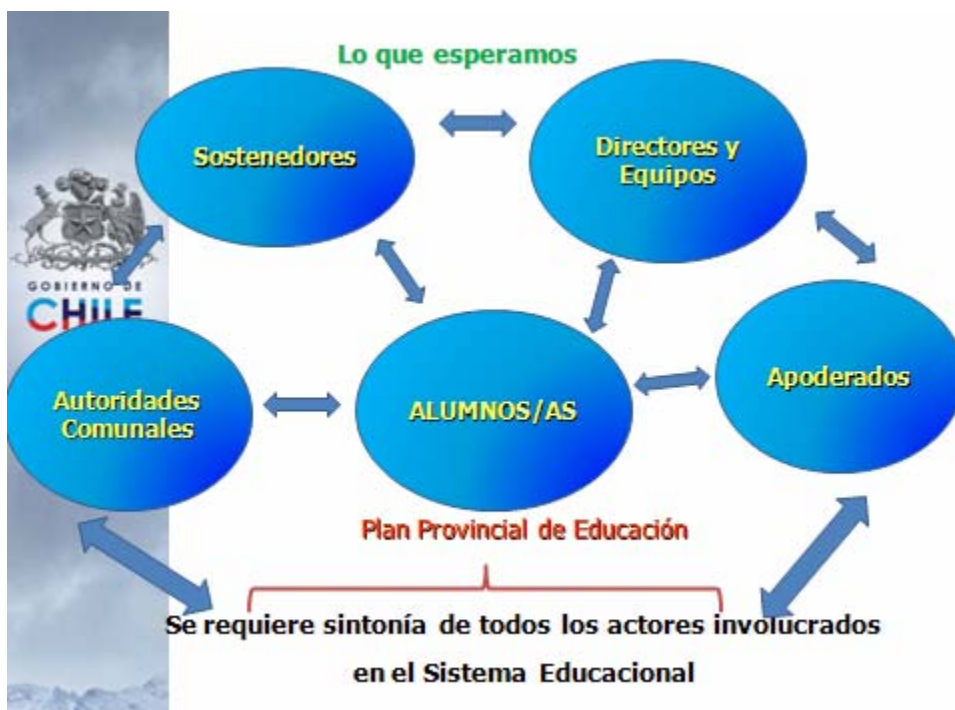 Lo que esperamos
Sostenedores
Directores y
Equipos
GOBIERNO DE
CHILE
Autoridades
Comunales
ALUMNOS/AS
Apoderados
Plan Provincial de Educación
Se requiere sintonía de todos los actores involucrados
en el Sistema Educacional